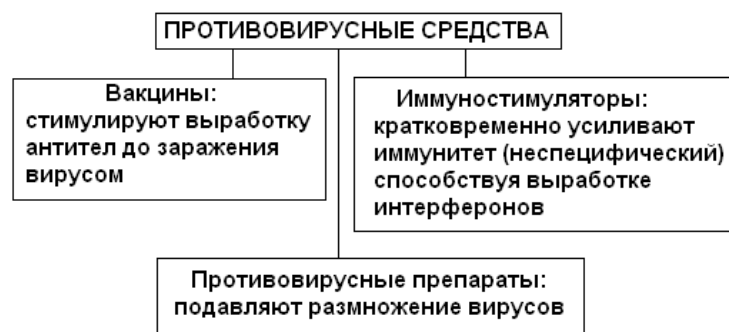 ПРОТИВОВИРУСНЫЕ СРЕДСТВА
Вакцины:
стимулируют выработку
антител до заражения
вирусом
Иммуностимуляторы:
кратковременно усиливают
иммунитет (неспецифический)
способствуя выработке
интерферонов
Противовирусные препараты:
подавляют размножение вирусов